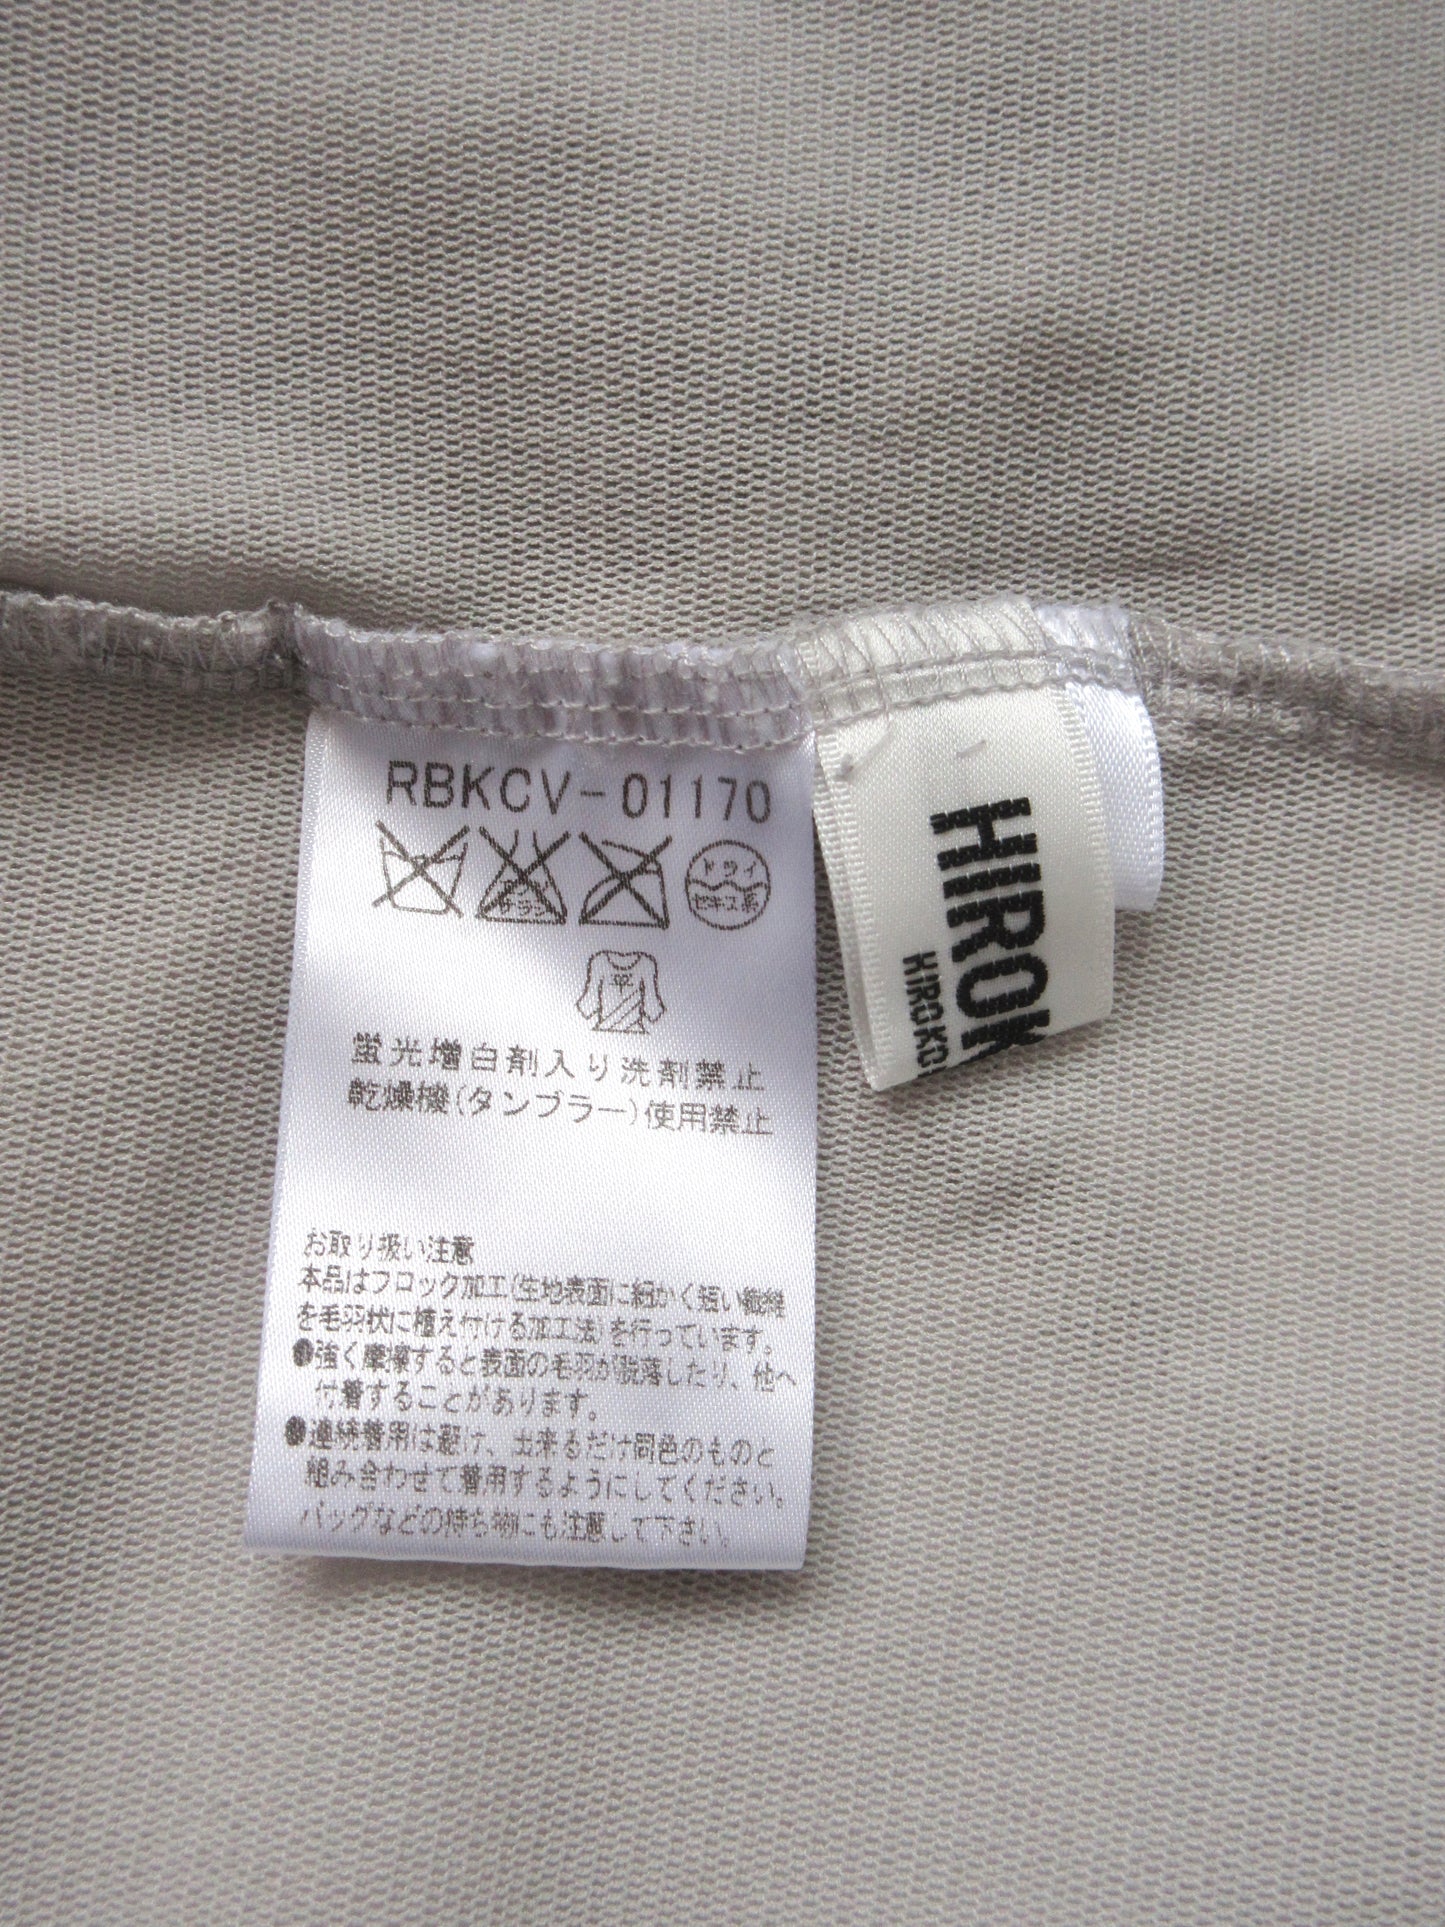 RBKCV-01170
ドライ
セキユ系
平
蛍光増白剤入り洗剤禁止
乾燥機(タンブラー)使用禁止
お取り扱い注意
本品はフロック加工(生地表面に細かく短い繊維
を毛羽状に植え付ける加工法)を行っています。
●強く摩擦すると表面の毛羽が脱落したり、他へ
付着することがあります。
●連続着用は避け、出来るだけ同色のものと
組み合わせて着用するようにしてください。
バッグなどの持ち物にも注意して下さい。
HIROK
HIROKO